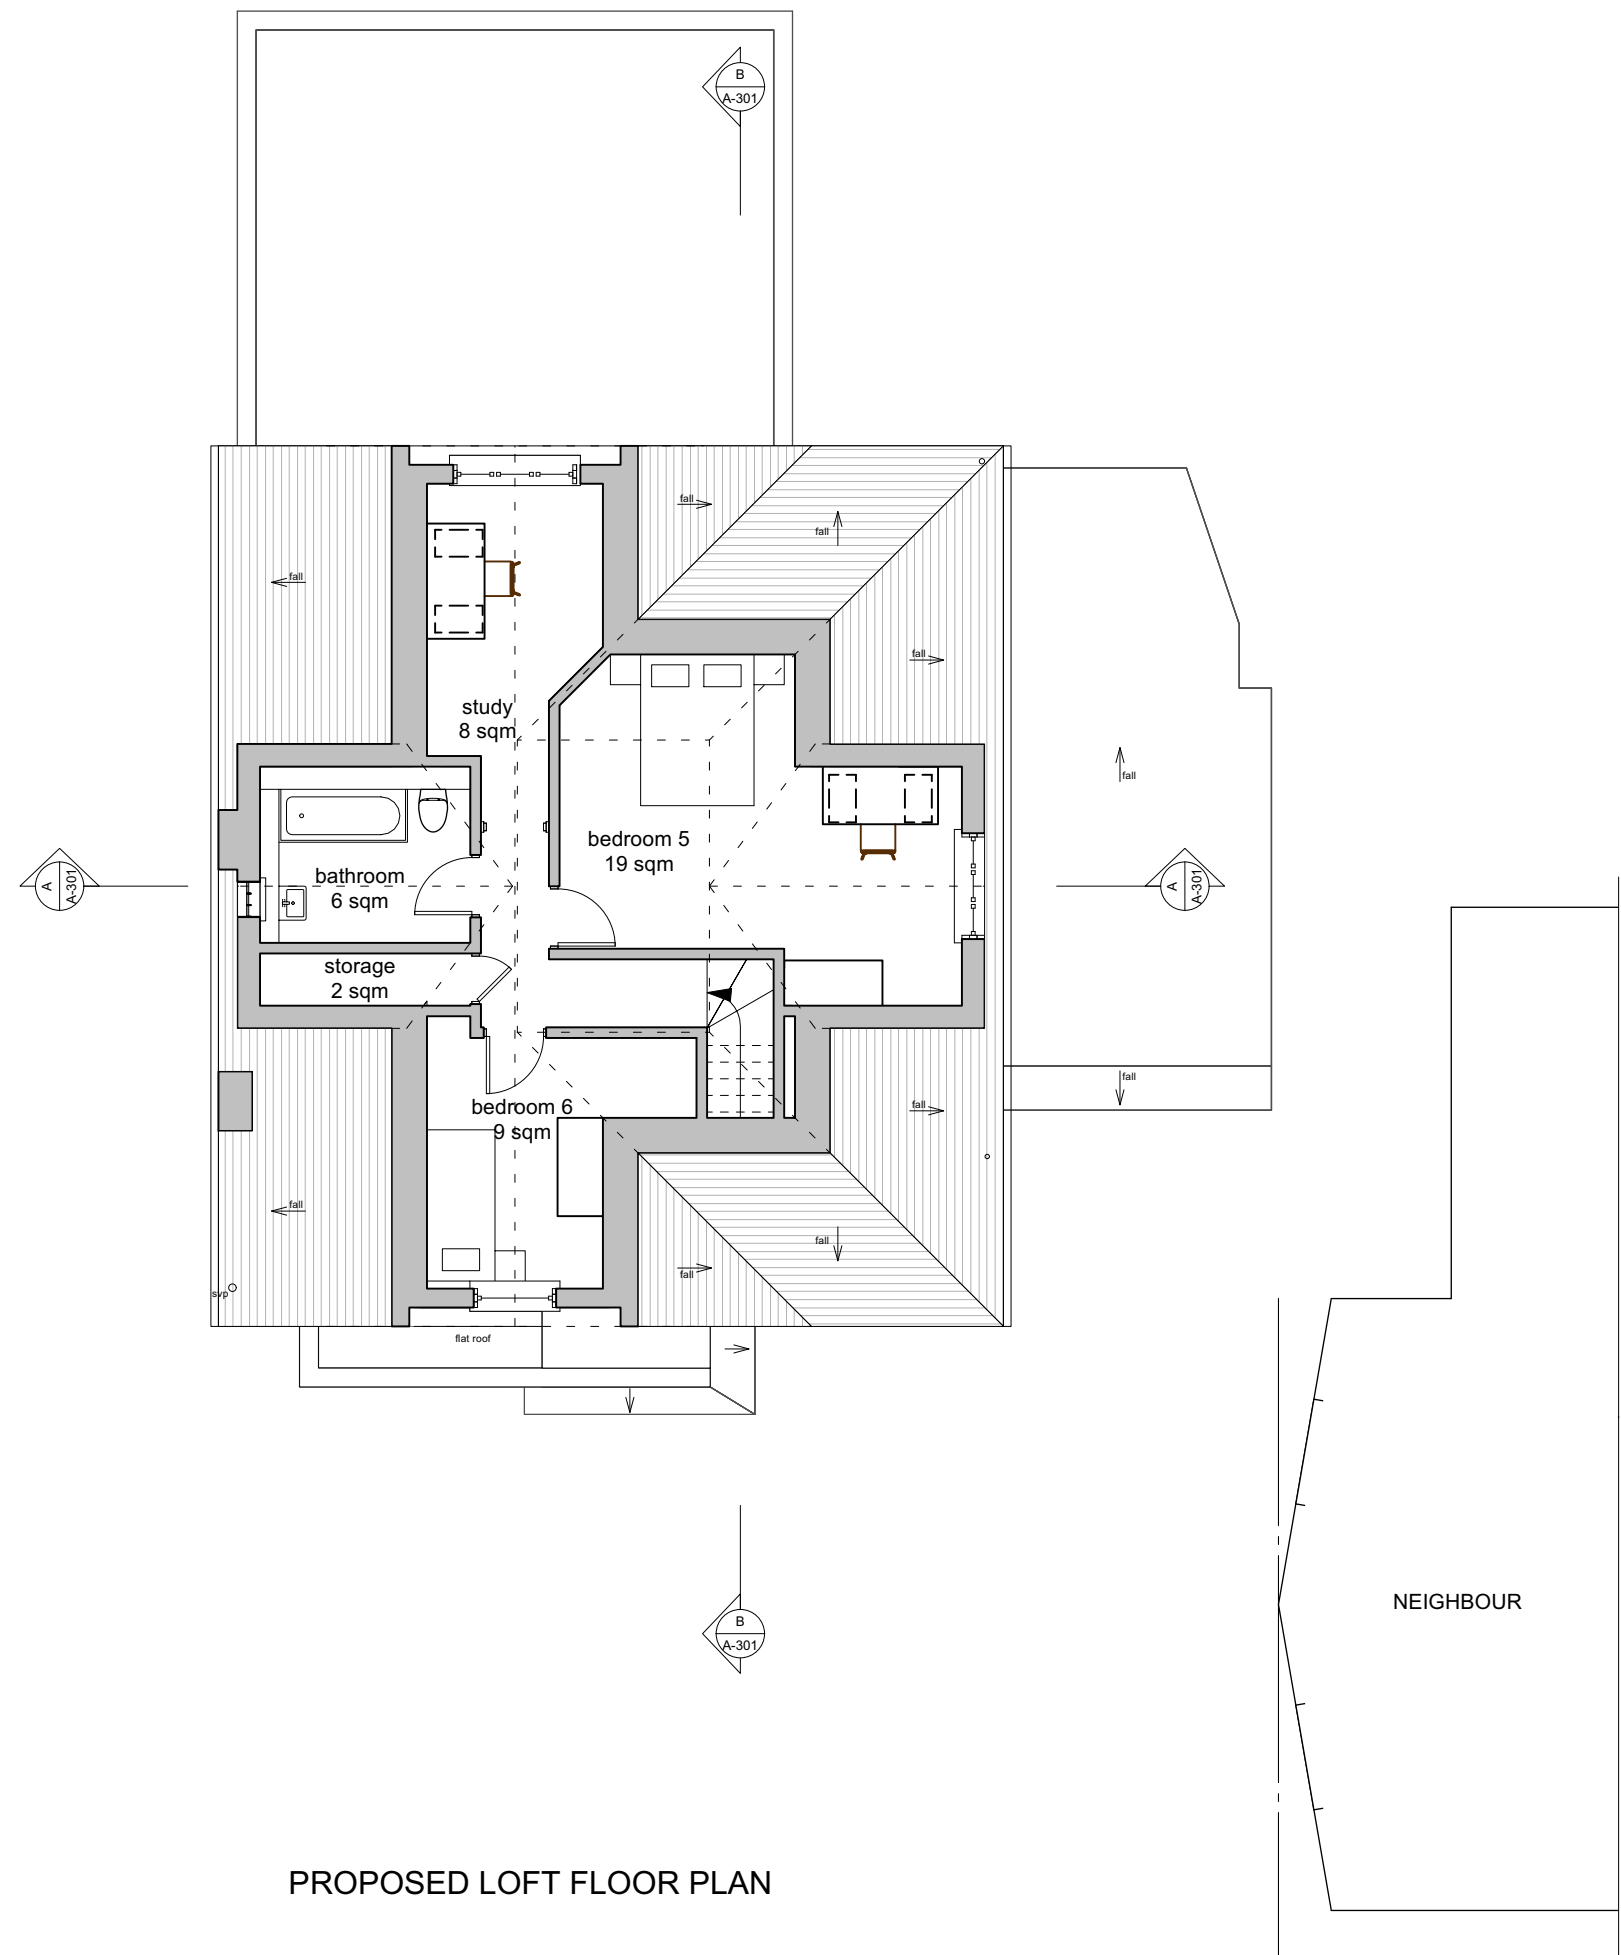 B
A-301
fall
fall
fall
fall
study
8 sqm
fall
bedroom 5
19 sqm
bathroom
6 sqm
A
A-301
A
A-301
storage
2 sqm
fall
fall
bedroom 6
9 sqm
fall
fall
fall
svp
flat roof
B
A-301
NEIGHBOUR
PROPOSED LOFT FLOOR PLAN